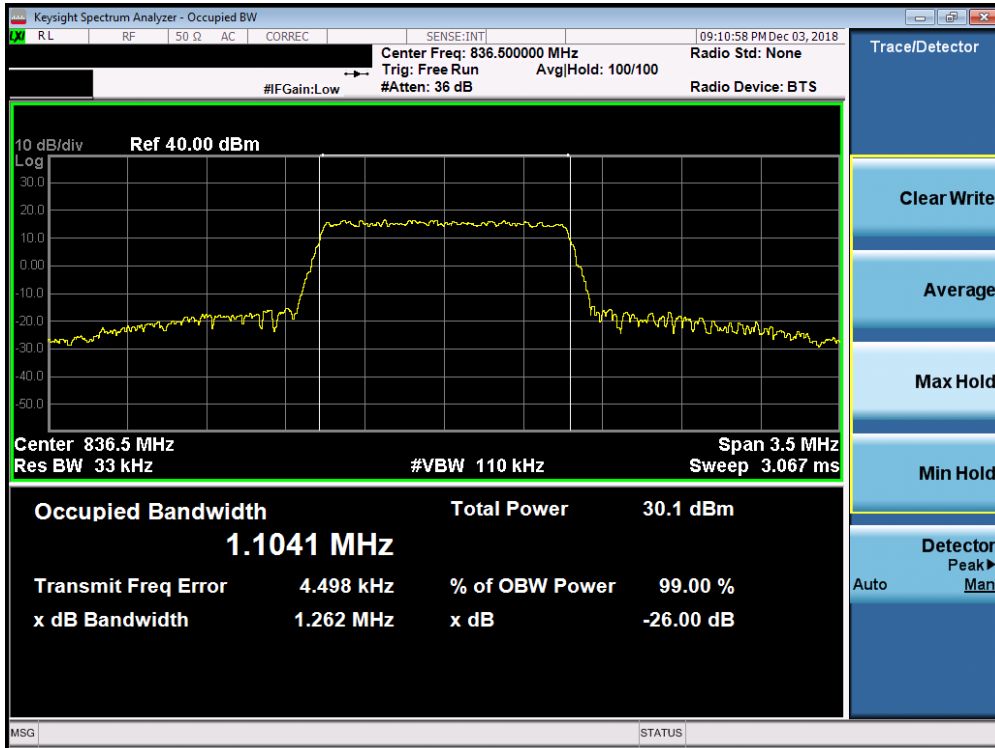 Keysight Spectrum Analyzer - Occupied BW
LXI RL RF 50 Ω AC CORREC SENSE:INT 09:10:58 PM Dec 03, 2018
Center Freq: 836.500000 MHz Radio Std: None
Trig: Free Run Avg|Hold: 100/100
#IFGain:Low #Atten: 36 dB Radio Device: BTS
Trace/Detector
10 dB/div Ref 40.00 dBm
Log
30.0
20.0
10.0
0.00
-10.0
-20.0
-30.0
-40.0
-50.0
Center 836.5 MHz Span 3.5 MHz
Res BW 33 kHz #VBW 110 kHz Sweep 3.067 ms
Occupied Bandwidth Total Power 30.1 dBm
1.1041 MHz
Transmit Freq Error 4.498 kHz % of OBW Power 99.00 %
x dB Bandwidth 1.262 MHz x dB -26.00 dB
Clear Write
Average
Max Hold
Min Hold
Detector
Peak▶
Auto Man
MSG STATUS